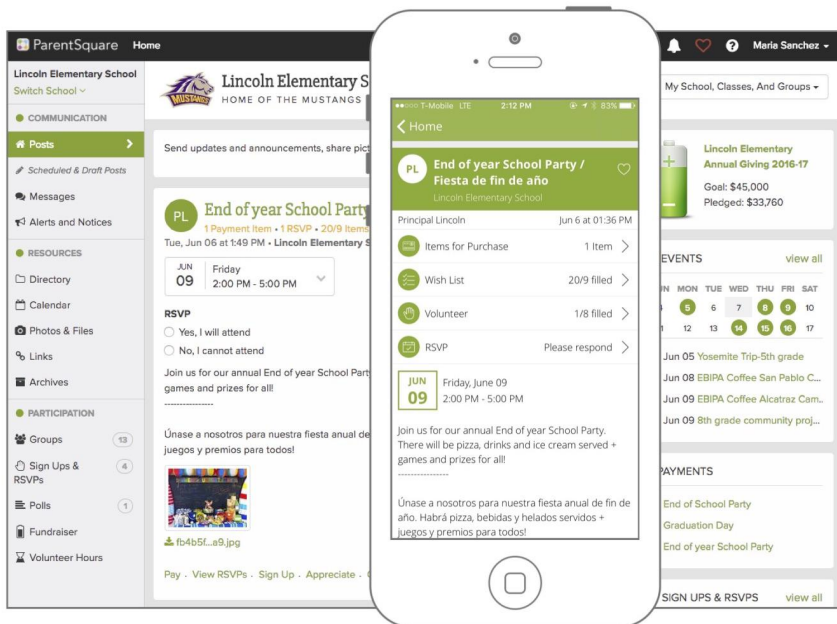 ParentSquare Home
Maria Sanchez
Lincoln Elementary School
Switch School
COMMUNICATION
Posts
Scheduled & Draft Posts
Messages
Alerts and Notices
RESOURCES
Directory
Calendar
Photos & Files
Links
Archives
PARTICIPATION
Groups 13
Sign Ups & 4
RSVPs
Polls 1
Fundraiser
Volunteer Hours
MUSTANGS
Lincoln Elementary S
HOME OF THE MUSTANGS
Send updates and announcements, share pic
PL
End of year School Part
1 Payment Item • 1 RSVP • 20/9 Items
Tue, Jun 06 at 1:49 PM • Lincoln Elementary S
JUN
09
Friday
2:00 PM - 5:00 PM
RSVP
Yes, I will attend
No, I cannot attend
Join us for our annual End of year School Part
games and prizes for all!
----------------
Únase a nosotros para nuestra fiesta anual de
juegos y premios para todos!
fb4b5f...a9.jpg
Pay · View RSVPs · Sign Up · Appreciate ·
T-Mobile LTE 2:12 PM 83%
Home
PL
End of year School Party /
Fiesta de fin de año
Lincoln Elementary School
Principal Lincoln Jun 6 at 01:36 PM
Items for Purchase 1 Item
Wish List 20/9 filled
Volunteer 1/8 filled
RSVP Please respond
JUN
09
Friday, June 09
2:00 PM - 5:00 PM
Join us for our annual End of year School Party.
There will be pizza, drinks and ice cream served +
games and prizes for all!
----------------
Únase a nosotros para nuestra fiesta anual de fin de
año. Habrá pizza, bebidas y helados servidos +
juegos y premios para todos!
My School, Classes, And Groups
Lincoln Elementary
Annual Giving 2016-17
Goal: $45,000
Pledged: $33,760
EVENTS view all
MON TUE WED THU FRI SAT
5 6 7 8 9 10
12 13 14 15 16 17
Jun 05 Yosemite Trip-5th grade
Jun 08 EBIPA Coffee San Pablo C...
Jun 09 EBIPA Coffee Alcatraz Cam..
Jun 09 8th grade community proj...
PAYMENTS
End of School Party
Graduation Day
End of year School Party
SIGN UPS & RSVPS view all